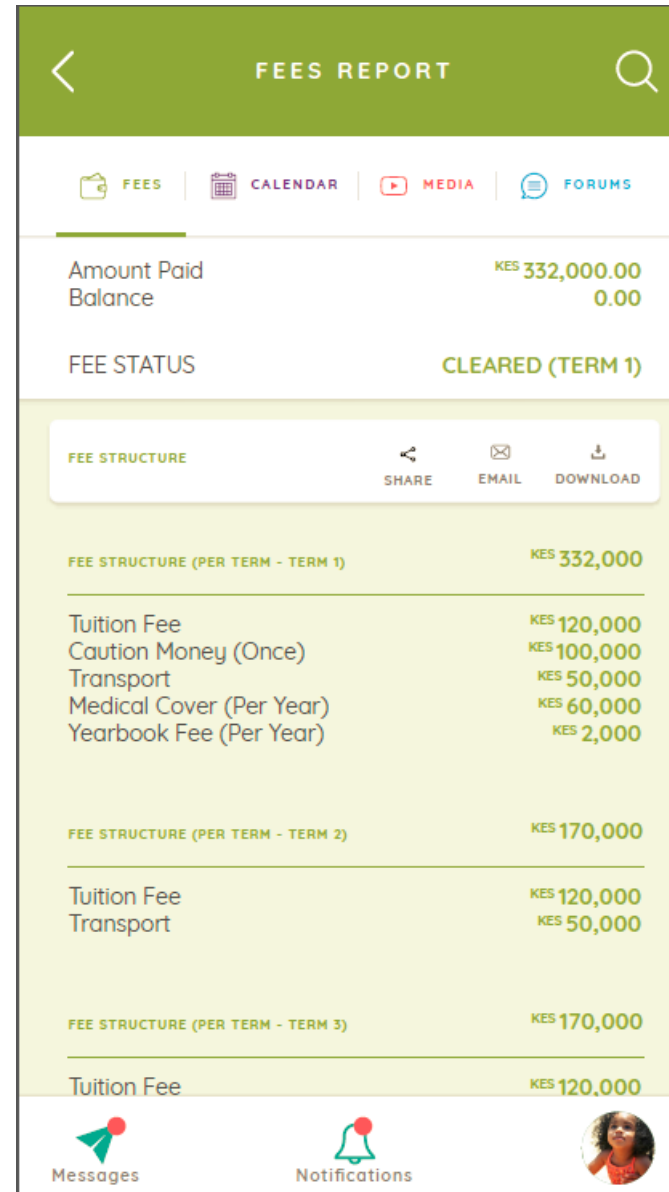 FEES REPORT
FEES CALENDAR MEDIA FORUMS
Amount Paid KES 332,000.00
Balance 0.00
FEE STATUS CLEARED (TERM 1)
FEE STRUCTURE SHARE EMAIL DOWNLOAD
FEE STRUCTURE (PER TERM - TERM 1) KES 332,000
Tuition Fee KES 120,000
Caution Money (Once) KES 100,000
Transport KES 50,000
Medical Cover (Per Year) KES 60,000
Yearbook Fee (Per Year) KES 2,000
FEE STRUCTURE (PER TERM - TERM 2) KES 170,000
Tuition Fee KES 120,000
Transport KES 50,000
FEE STRUCTURE (PER TERM - TERM 3) KES 170,000
Tuition Fee KES 120,000
Messages Notifications